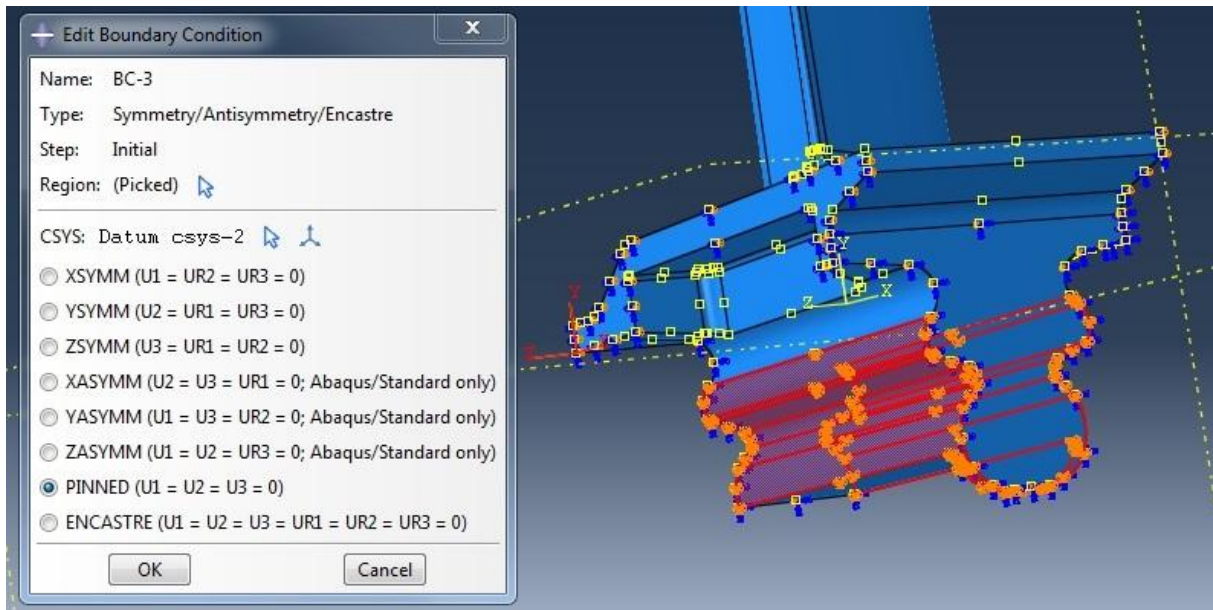 Edit Boundary Condition
x
Name: BC-3
Type: Symmetry/Antisymmetry/Encastre
Step: Initial
Region: (Picked)
CSYS: Datum csys-2
XSYMM (U1 = UR2 = UR3 = 0)
YSYMM (U2 = UR1 = UR3 = 0)
ZSYMM (U3 = UR1 = UR2 = 0)
XASYMM (U2 = U3 = UR1 = 0; Abaqus/Standard only)
YASYMM (U1 = U3 = UR2 = 0; Abaqus/Standard only)
ZASYMM (U1 = U2 = UR3 = 0; Abaqus/Standard only)
PINNED (U1 = U2 = U3 = 0)
ENCASTRE (U1 = U2 = U3 = UR1 = UR2 = UR3 = 0)
OK Cancel
Y
Z X
Y